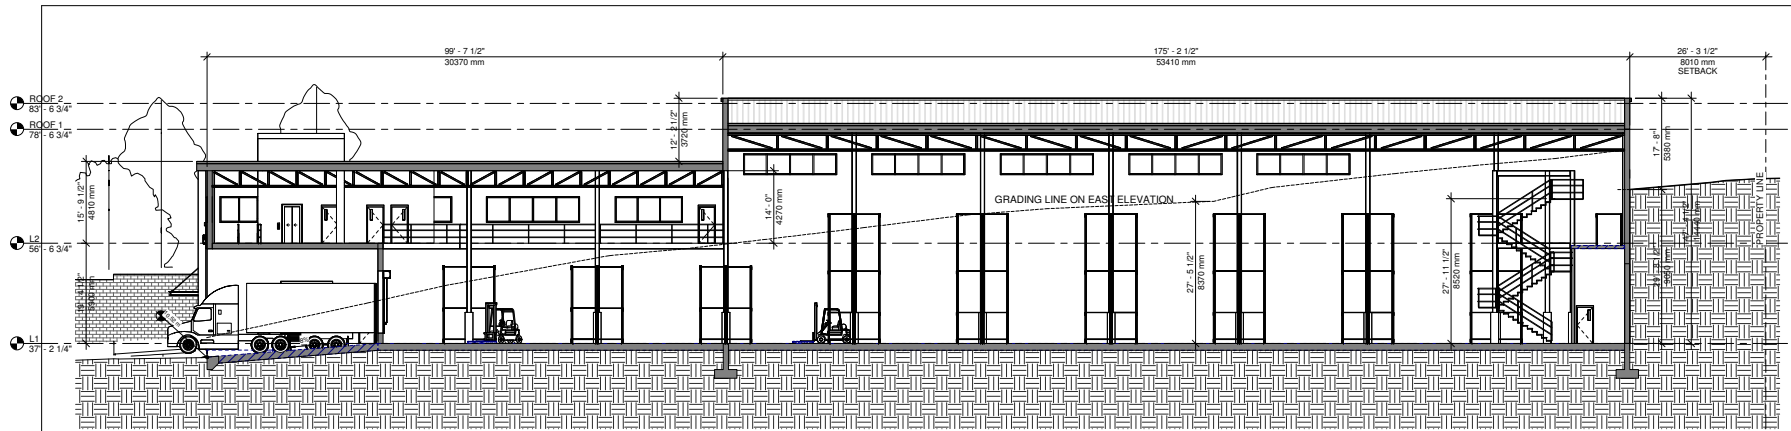 99' - 7 1/2"
30370 mm
175' - 2 1/2"
53410 mm
26' - 3 1/2"
8010 mm
SETBACK
ROOF 2
83' - 6 3/4"
ROOF 1
78' - 6 3/4"
12' - 2 1/2"
3720 mm
17' - 8"
5380 mm
15' - 9 1/2"
4810 mm
14' - 0"
4270 mm
GRADING LINE ON EAST ELEVATION
PROPERTY LINE
L2
56' - 6 3/4"
27' - 5 1/2"
8370 mm
27' - 11 1/2"
8520 mm
19' - 4 1/2"
5900 mm
L1
37' - 2 1/4"